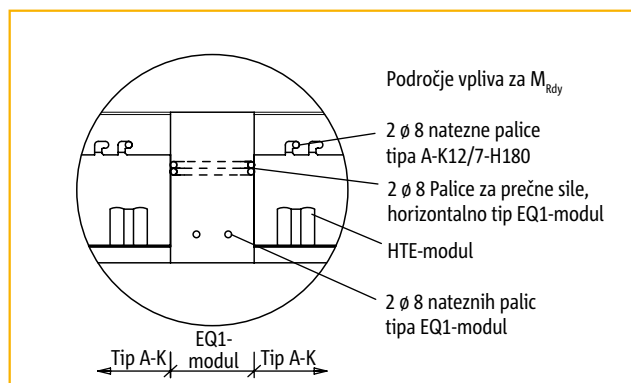 Področje vpliva za M_Rdy
2 ø 8 natezne palice
tipa A-K12/7-H180
2 ø 8 Palice za prečne sile,
horizontalno tip EQ1-modul
HTE-modul
2 ø 8 nateznih palic
tipa EQ1-modul
EQ1-
Tip A-K modul Tip A-K